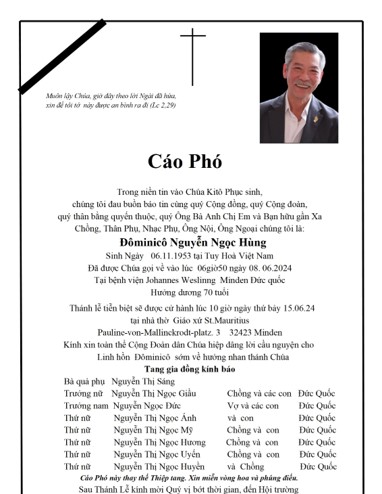 Muôn lậy Chúa, giờ đây theo lời Ngài đã hứa,
xin để tôi tớ này được an bình ra đi (Lc 2,29)
Cáo Phó
Trong niền tin vào Chúa Kitô Phục sinh,
chúng tôi đau buồn báo tin cùng quý Cộng đồng, quý Cộng đoàn,
quý thân bằng quyến thuộc, quý Ông Bà Anh Chị Em và Bạn hữu gần Xa
Chồng, Thân Phụ, Nhạc Phụ, Ông Nội, Ông Ngoại chúng tôi là:
Đôminicô Nguyễn Ngọc Hùng
Sinh Ngày 06.11.1953 tại Tuy Hoà Việt Nam
Đã được Chúa gọi về vào lúc 06giờ50 ngày 08. 06.2024
Tại bệnh viện Johannes Weslinng Minden Đức quốc
Hưởng dương 70 tuổi
Thánh lễ tiễn biệt sẽ được cử hành lúc 10 giờ ngày thứ bảy 15.06.24
tại nhà thờ Giáo xứ St.Mauritius
Pauline-von-Mallinckrodt-platz. 3 32423 Minden
Kính xin toàn thể Cộng Đoàn dân Chúa hiệp dâng lời cầu nguyện cho
Linh hồn Đôminicô sớm về hưởng nhan thánh Chúa
Tang gia đồng kính báo
Bà quả phụ Nguyễn Thị Sáng
Trưởng nữ Nguyễn Thị Ngọc Giầu Chồng và các con Đức Quốc
Trưởng nam Nguyễn Ngọc Đức Vợ và các con Đức Quốc
Thứ nữ Nguyễn Thị Ngọc Ánh và con Đức Quốc
Thứ nữ Nguyễn Thị Ngọc Mỹ Chồng và con Đức Quốc
Thứ nữ Nguyễn Thị Ngọc Hương Chồng và con Đức Quốc
Thứ nữ Nguyễn Thị Ngọc Uyển Chồng và con Đức Quốc
Thứ nữ Nguyễn Thị Ngọc Huyền và Chồng Đức Quốc
Cáo Phó này thay thế Thiệp tang. Xin miễn vòng hoa và phúng điếu.
Sau Thánh Lễ kính mời Quý vị bớt thời gian, đến Hội trường